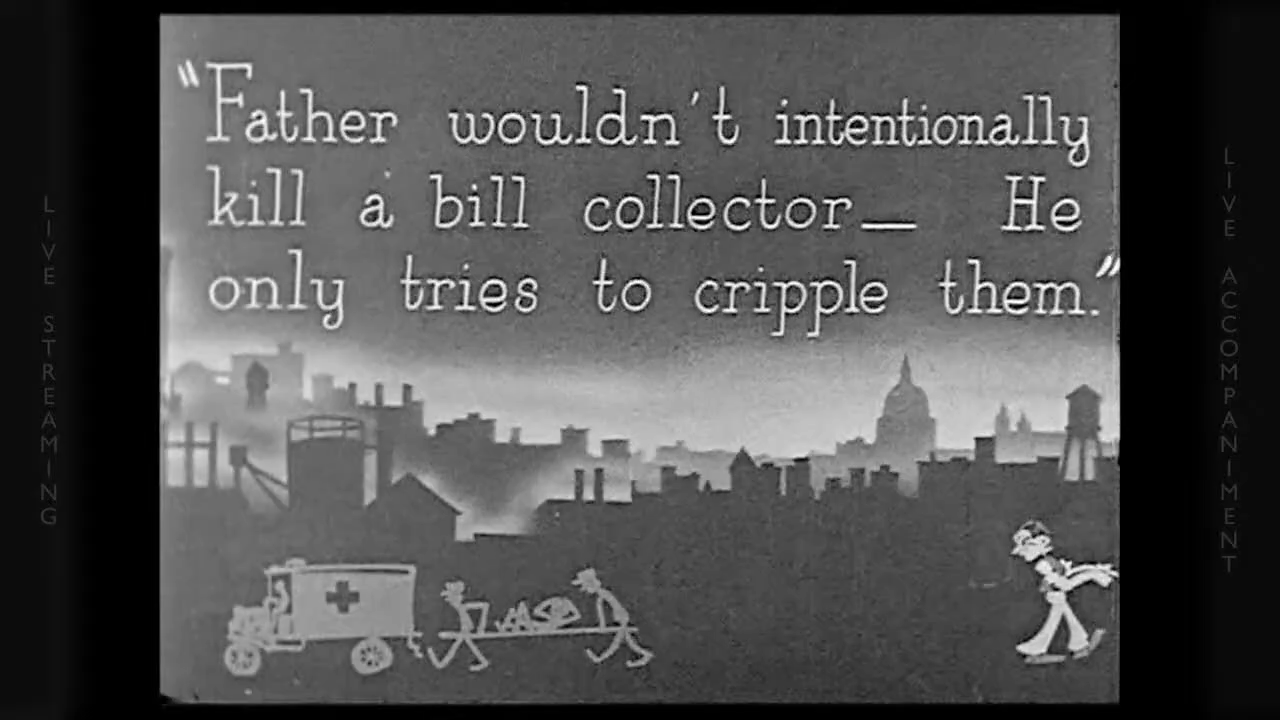 "Father wouldn't intentionally
kill a bill collector— He
only tries to cripple them."
LIVE STREAMING
LIVE ACCOMPANIMENT